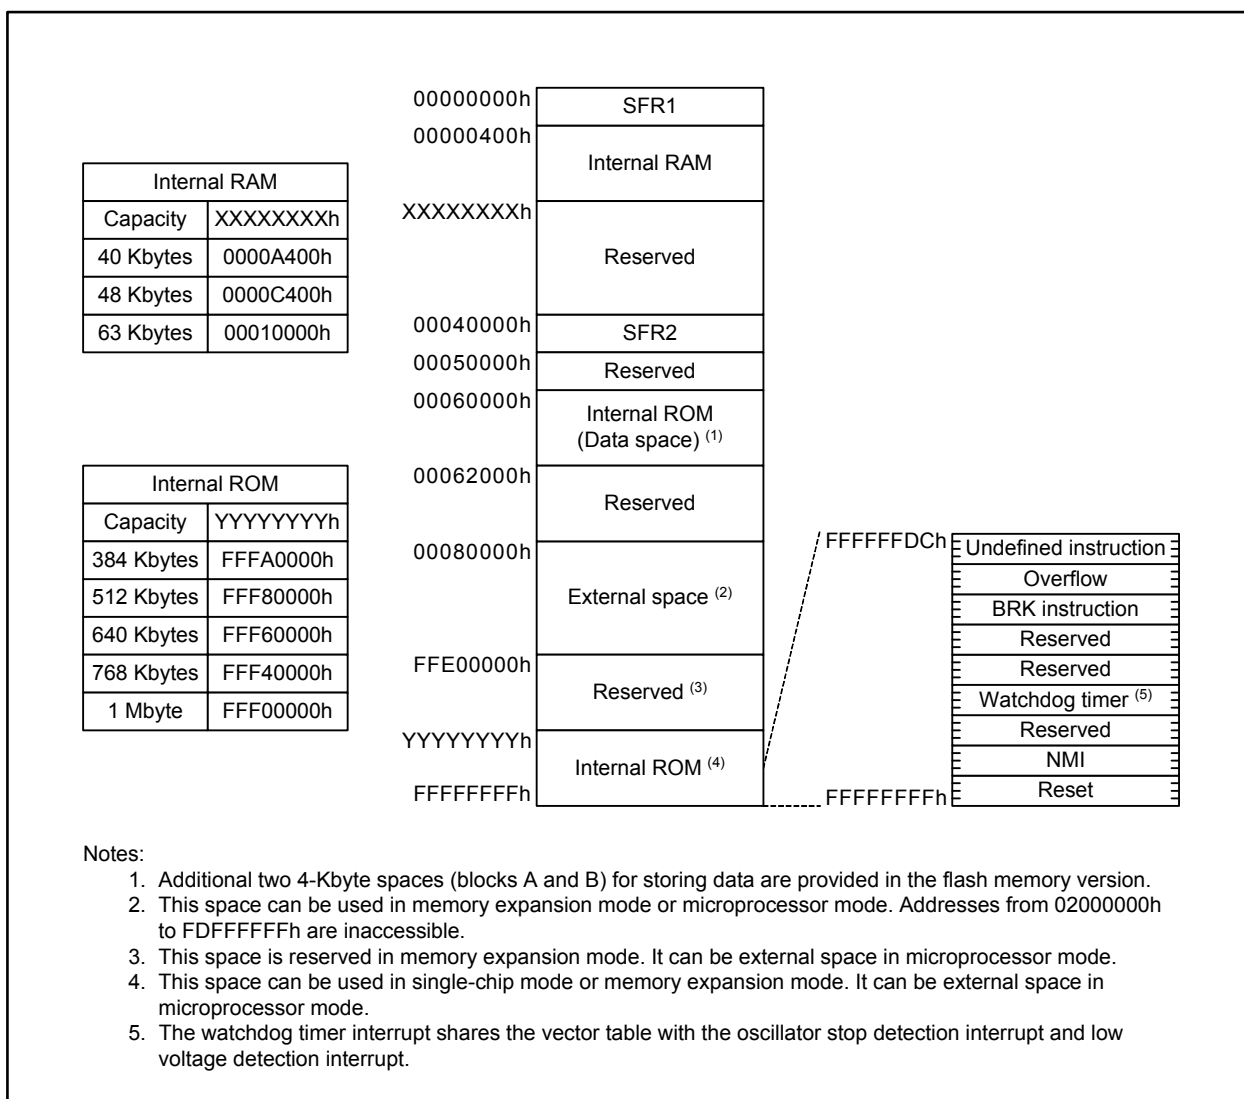 00000000h
SFR1
00000400h
Internal RAM
XXXXXXXXh
Reserved
00040000h
SFR2
00050000h
Reserved
00060000h
Internal ROM
(Data space) (1)
00062000h
Reserved
00080000h
External space (2)
FFE00000h
Reserved (3)
YYYYYYYYh
Internal ROM (4)
FFFFFFFFh
Internal RAM
Capacity XXXXXXXXh
40 Kbytes 0000A400h
48 Kbytes 0000C400h
63 Kbytes 00010000h
Internal ROM
Capacity YYYYYYYYh
384 Kbytes FFFA0000h
512 Kbytes FFF80000h
640 Kbytes FFF60000h
768 Kbytes FFF40000h
1 Mbyte FFF00000h
FFFFFFDCh
Undefined instruction
Overflow
BRK instruction
Reserved
Reserved
Watchdog timer (5)
Reserved
NMI
Reset
FFFFFFFFh
Notes:
1. Additional two 4-Kbyte spaces (blocks A and B) for storing data are provided in the flash memory version.
2. This space can be used in memory expansion mode or microprocessor mode. Addresses from 02000000h
to FDFFFFFFh are inaccessible.
3. This space is reserved in memory expansion mode. It can be external space in microprocessor mode.
4. This space can be used in single-chip mode or memory expansion mode. It can be external space in
microprocessor mode.
5. The watchdog timer interrupt shares the vector table with the oscillator stop detection interrupt and low
voltage detection interrupt.